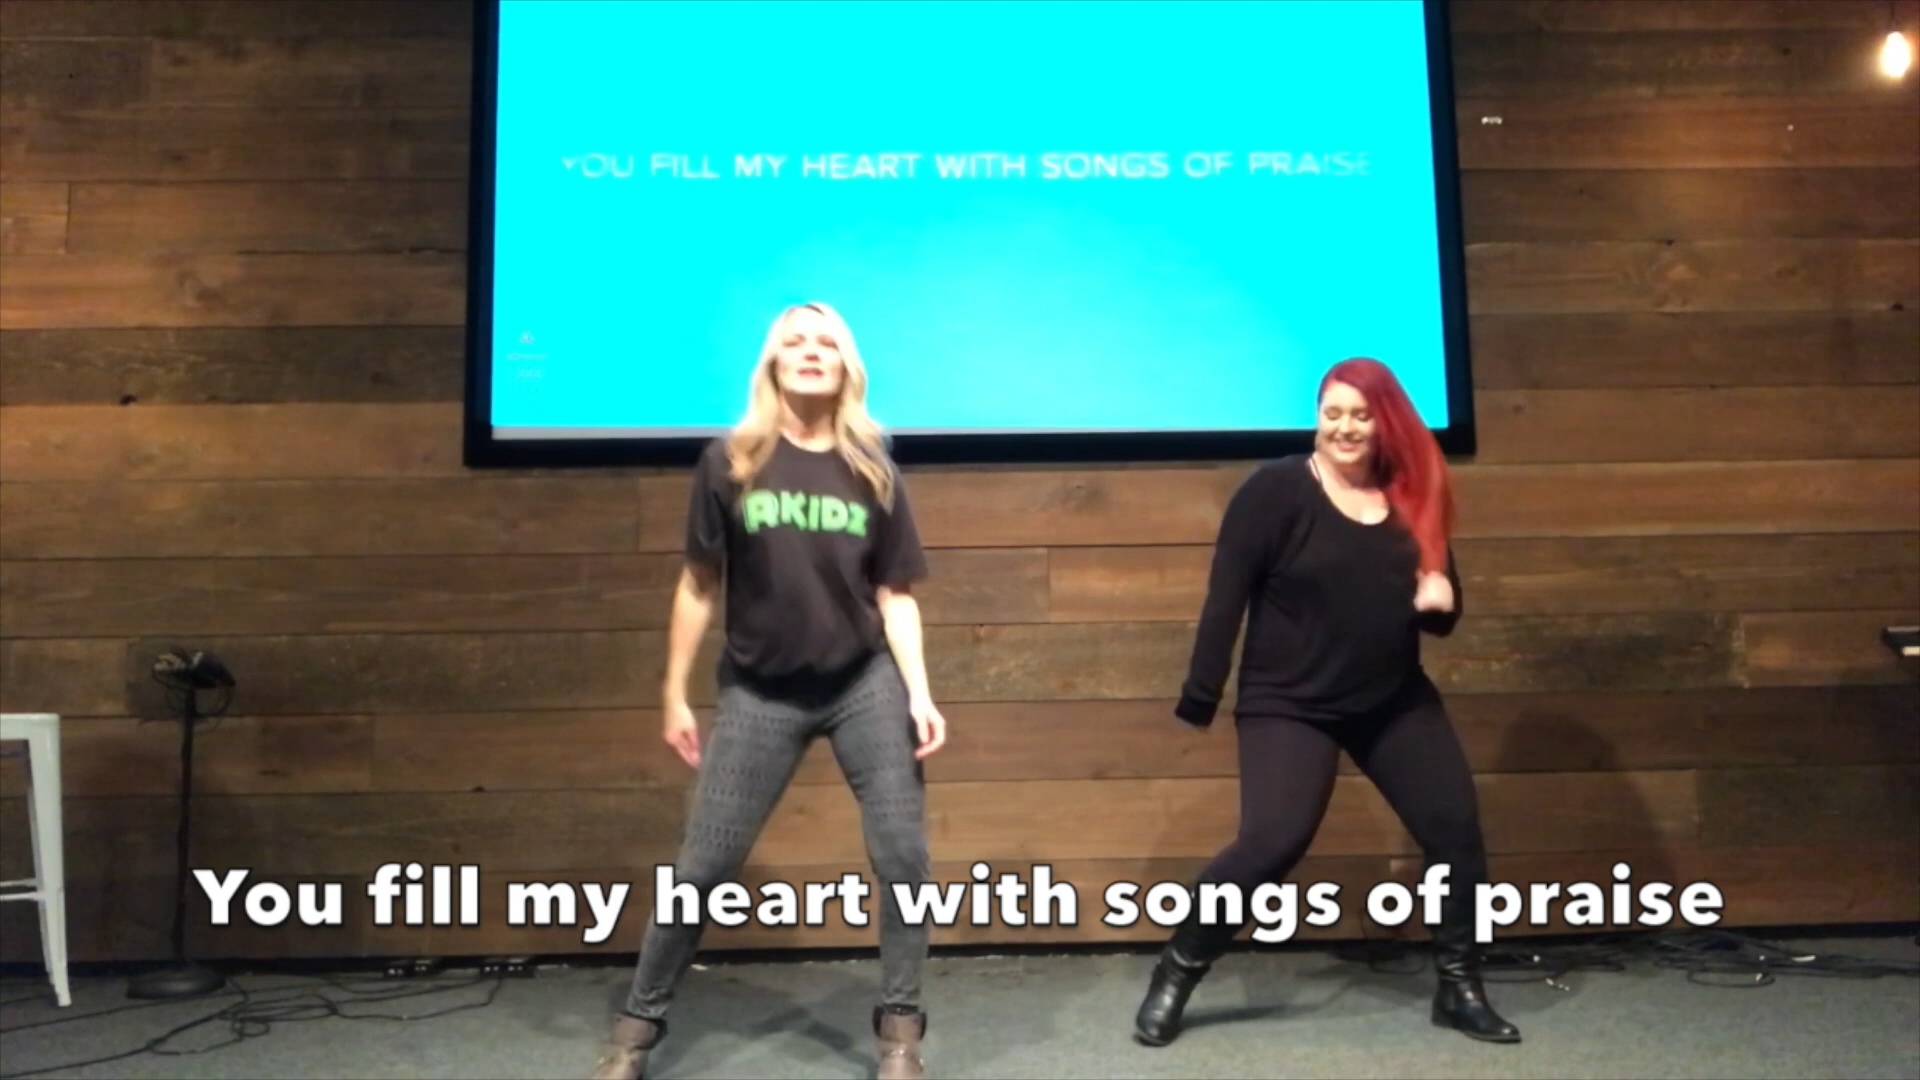 YOU FILL MY HEART WITH SONGS OF PRAISE
RKIDZ
You fill my heart with songs of praise